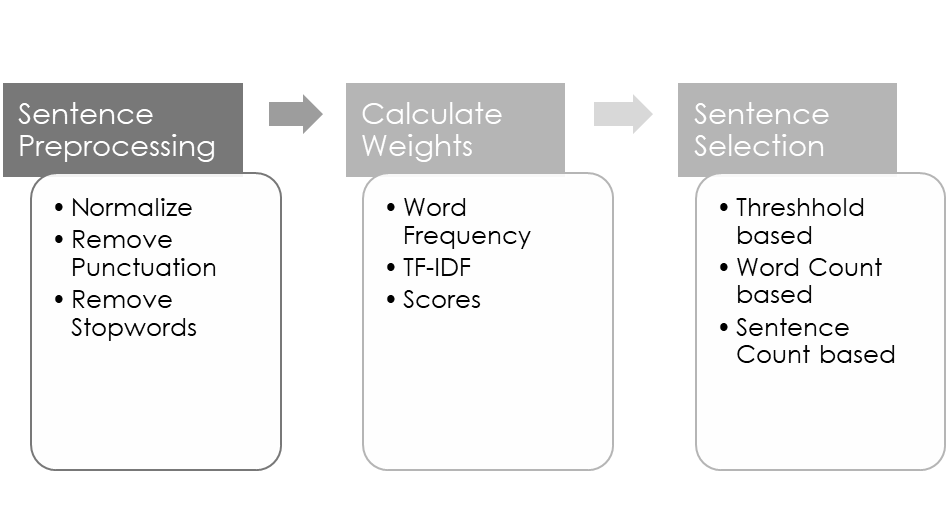 Sentence
Preprocessing
• Normalize
• Remove
Punctuation
• Remove
Stopwords
Calculate
Weights
• Word
Frequency
• TF-IDF
• Scores
Sentence
Selection
• Threshhold
based
• Word Count
based
• Sentence
Count based